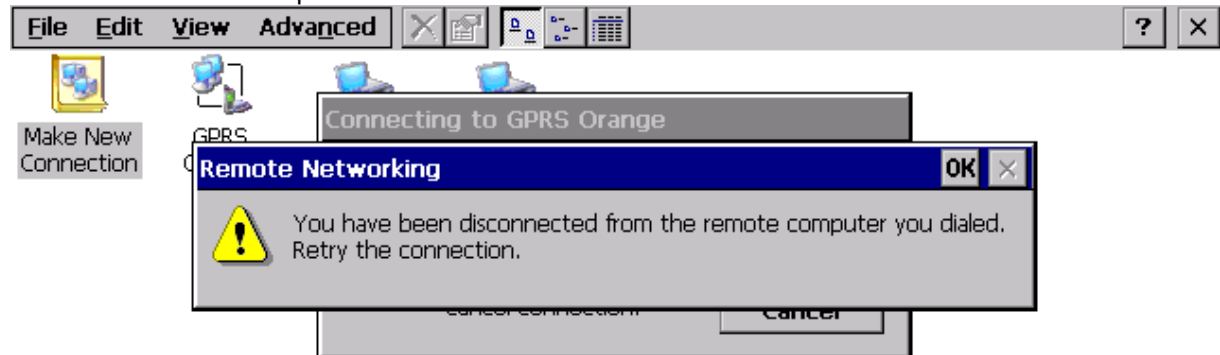 File Edit View Advanced ? ×
Make New
Connection
GPRS
Connecting to GPRS Orange
Remote Networking OK ×
You have been disconnected from the remote computer you dialed.
Retry the connection.
Cancel